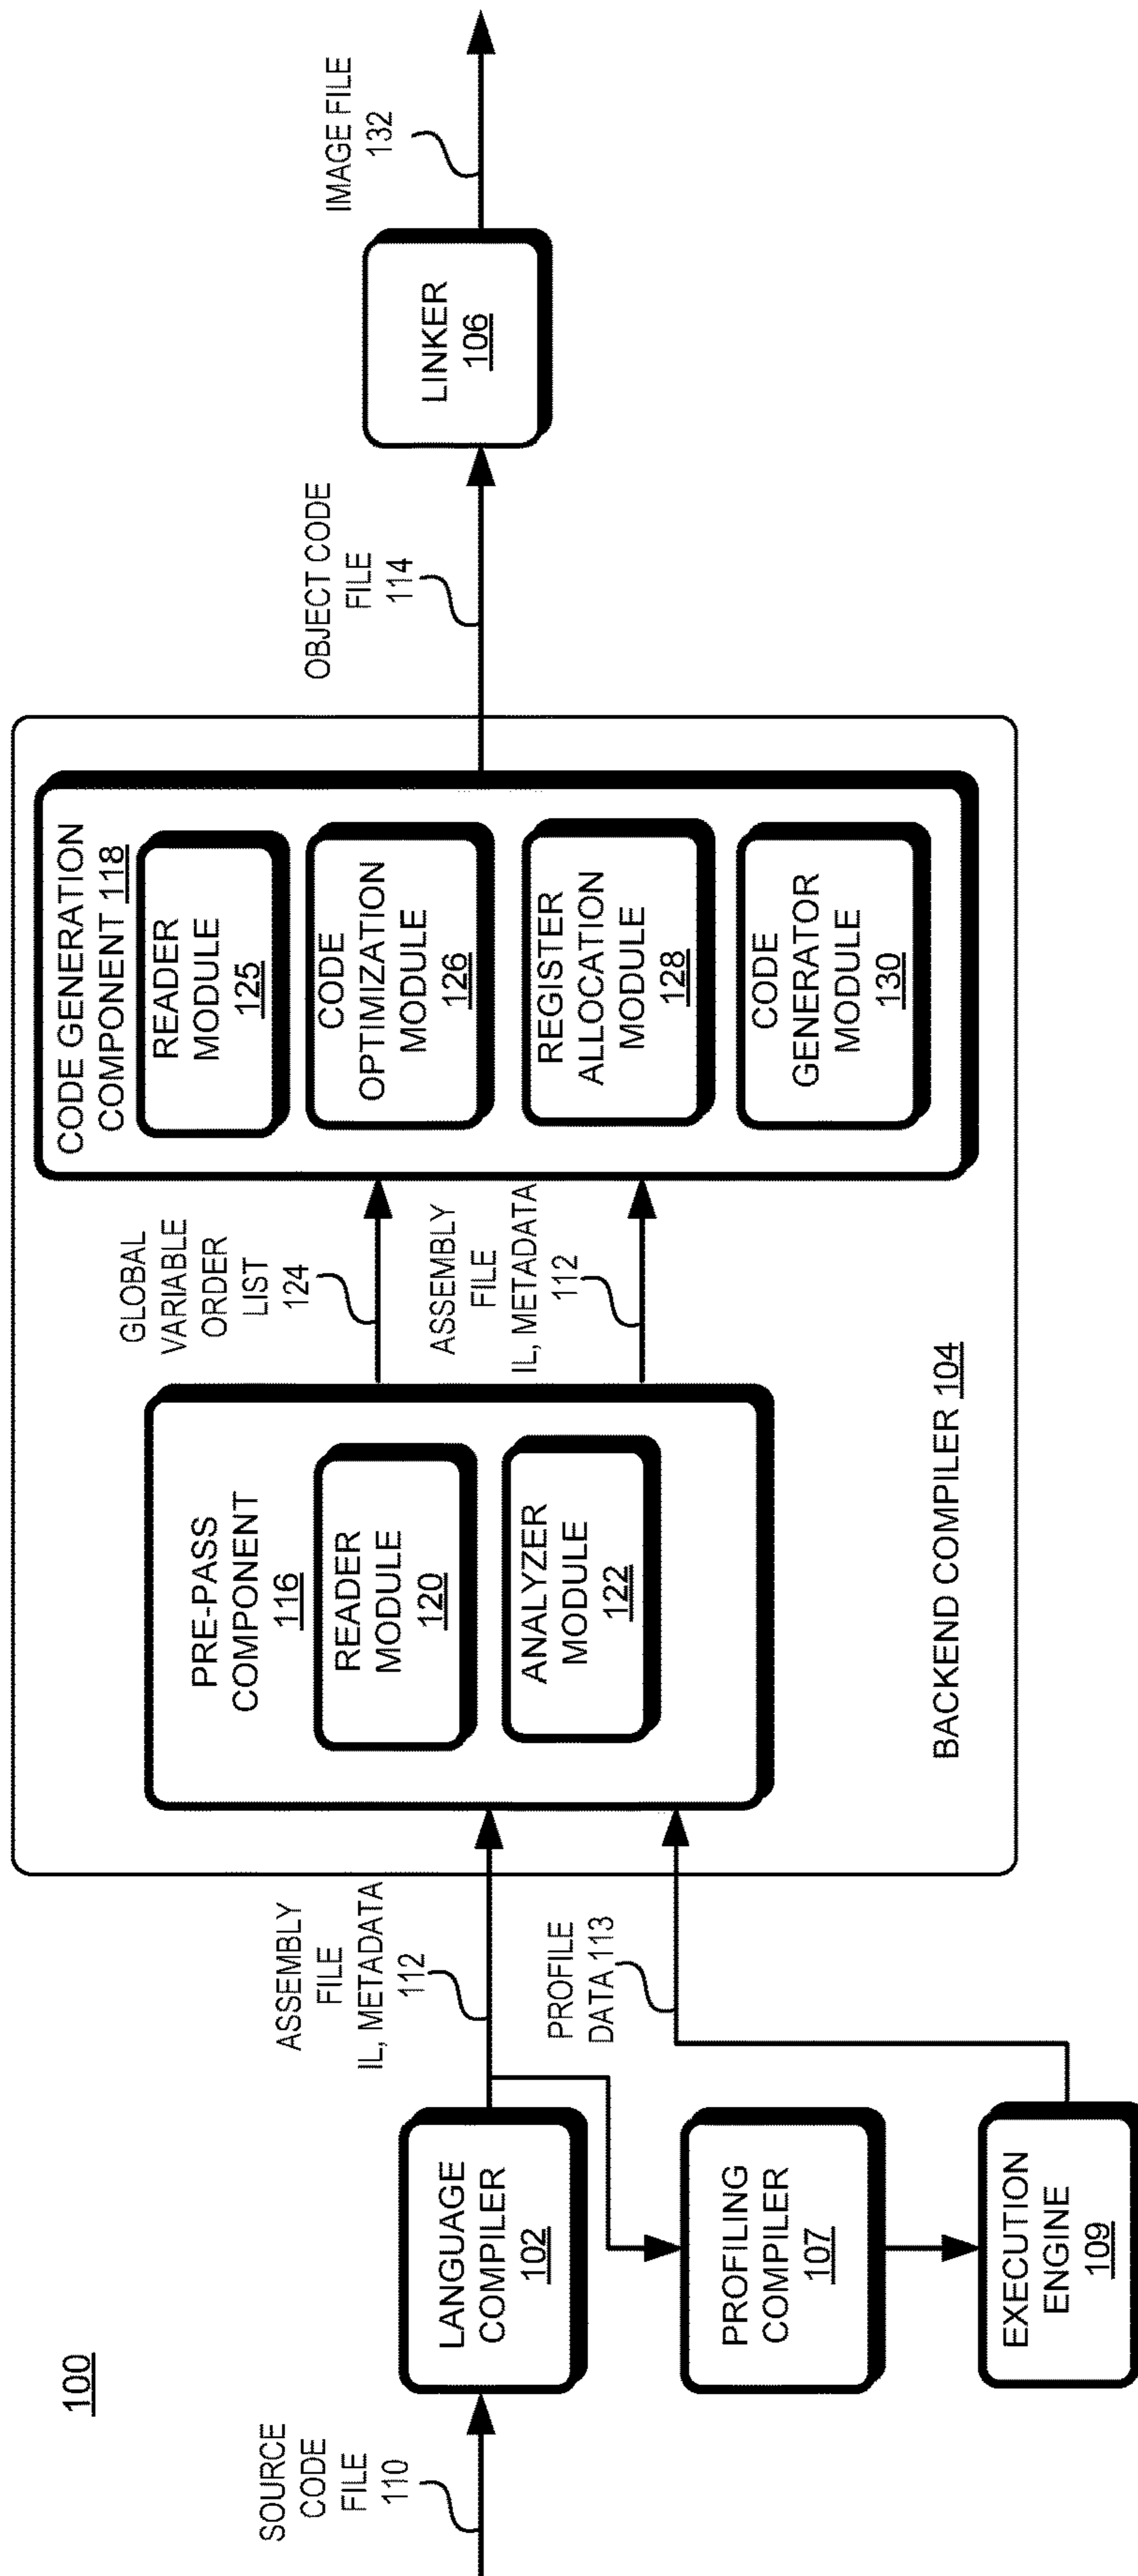 100
SOURCE
CODE
FILE
110
LANGUAGE
COMPILER
102
PROFILING
COMPILER
107
EXECUTION
ENGINE
109
ASSEMBLY
FILE
IL, METADATA
112
PROFILE
DATA 113
BACKEND COMPILER 104
PRE-PASS
COMPONENT
116
READER
MODULE
120
ANALYZER
MODULE
122
GLOBAL
VARIABLE
ORDER
LIST
124
ASSEMBLY
FILE
IL, METADATA
112
CODE GENERATION
COMPONENT 118
READER
MODULE
125
CODE
OPTIMIZATION
MODULE
126
REGISTER
ALLOCATION
MODULE
128
CODE
GENERATOR
MODULE
130
OBJECT CODE
FILE
114
LINKER
106
IMAGE FILE
132